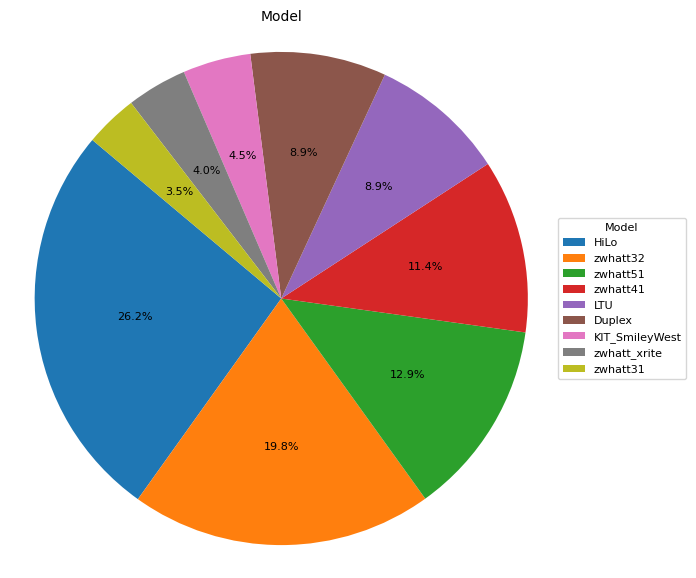 Model
8.9%
4.5%
4.0%
8.9%
3.5%
11.4%
26.2%
12.9%
19.8%
Model
HiLo
zwhatt32
zwhatt51
zwhatt41
LTU
Duplex
KIT_SmileyWest
zwhatt_xrite
zwhatt31